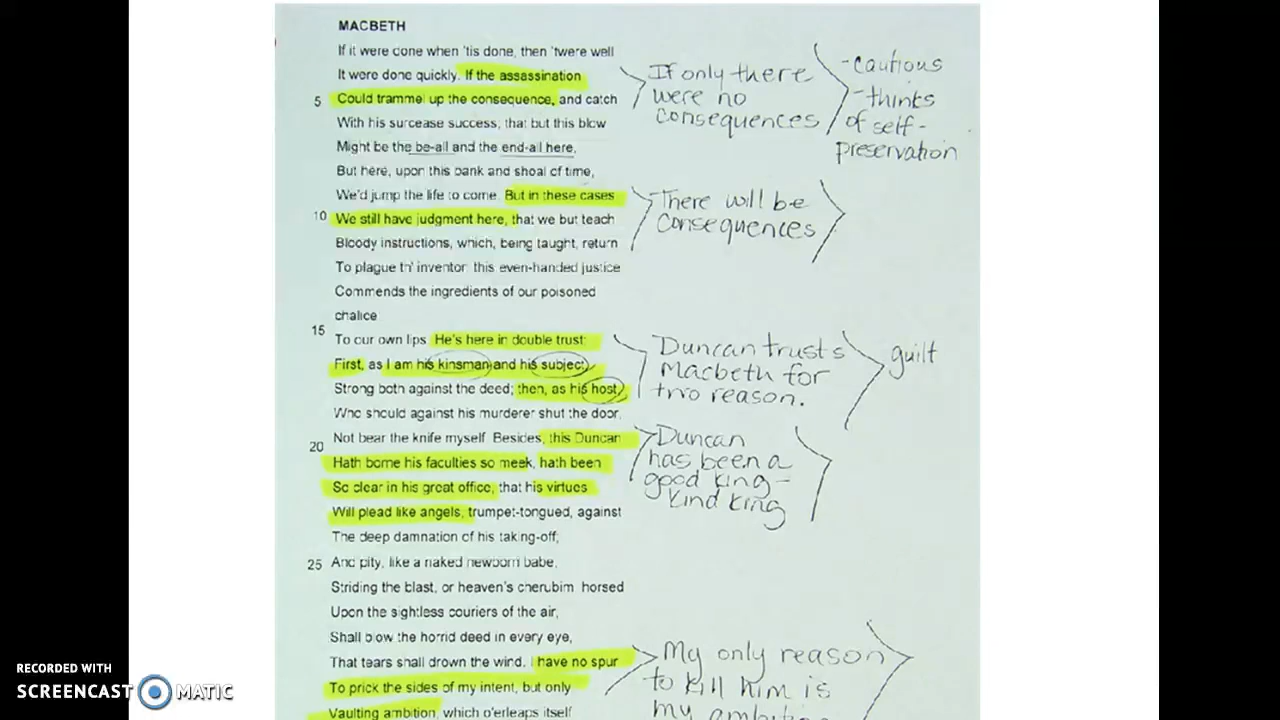 MACBETH
If it were done when 'tis done, then 'twere well
It were done quickly. If the assassination
5 Could trammel up the consequence, and catch
With his surcease success; that but this blow
Might be the be-all and the end-all here,
But here, upon this bank and shoal of time,
We'd jump the life to come. But in these cases
10 We still have judgment here, that we but teach
Bloody instructions, which, being taught, return
To plague th' inventor: this even-handed justice
Commends the ingredients of our poisoned
chalice
15 To our own lips. He's here in double trust:
First, as I am his kinsman and his subject,
Strong both against the deed; then, as his host,
Who should against his murderer shut the door,
Not bear the knife myself. Besides, this Duncan
20 Hath borne his faculties so meek, hath been
So clear in his great office, that his virtues
Will plead like angels, trumpet-tongued, against
The deep damnation of his taking-off;
25 And pity, like a naked newborn babe,
Striding the blast, or heaven's cherubim horsed
Upon the sightless couriers of the air,
Shall blow the horrid deed in every eye,
That tears shall drown the wind. I have no spur
To prick the sides of my intent, but only
Vaulting ambition, which o'erleaps itself
If only there
were no
consequences
-cautious
-thinks
of self-
preservation
There will be
consequences
Duncan trusts
Macbeth for
two reason.
guilt
Duncan
has been a
good king-
kind king
My only reason
to kill him is
my ambition
RECORDED WITH
SCREENCAST MATIC